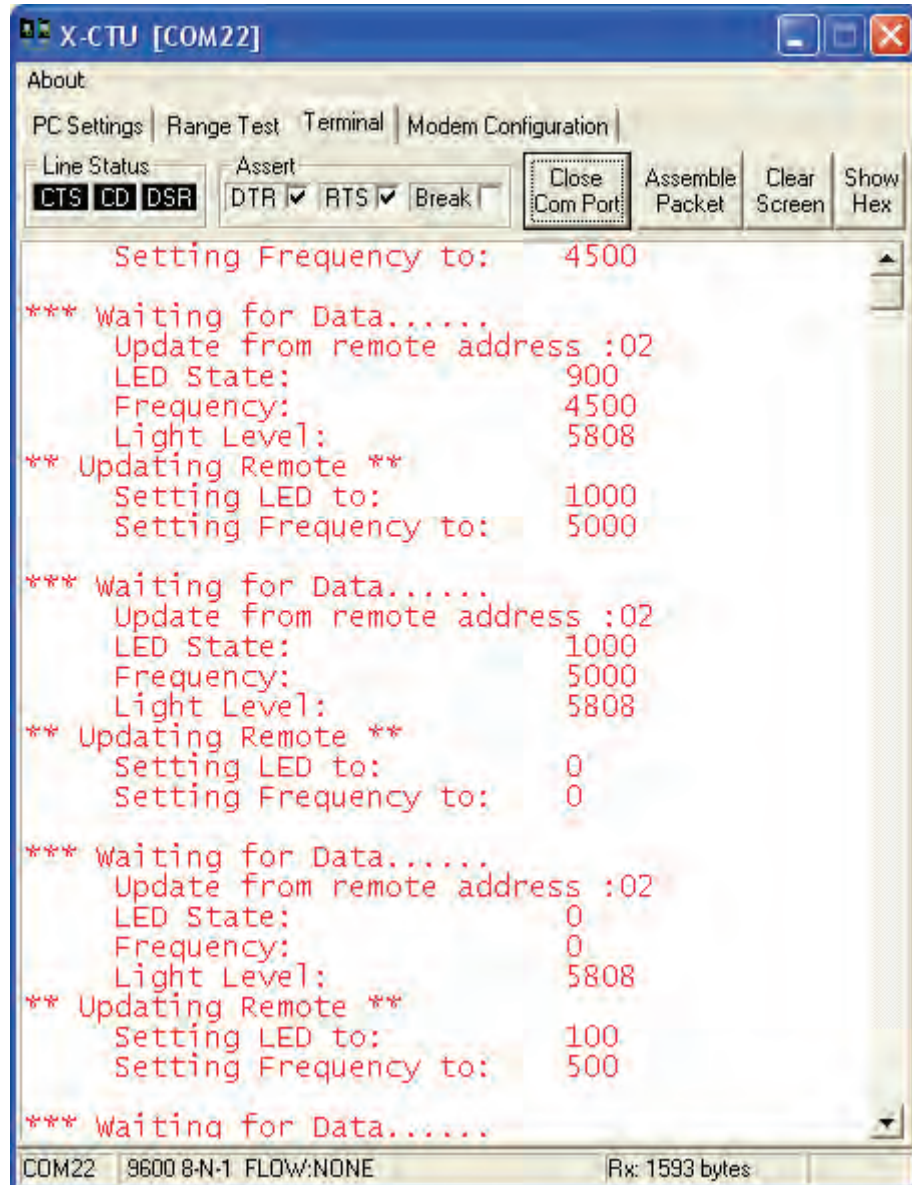 X-CTU [COM22]
About
PC Settings Range Test Terminal Modem Configuration
Line Status
CTS CD DSR
Assert
DTR RTS Break
Close Com Port
Assemble Packet
Clear Screen
Show Hex
Setting Frequency to: 4500
*** Waiting for Data......
Update from remote address :02
LED State: 900
Frequency: 4500
Light Level: 5808
** Updating Remote **
Setting LED to: 1000
Setting Frequency to: 5000
*** Waiting for Data......
Update from remote address :02
LED State: 1000
Frequency: 5000
Light Level: 5808
** Updating Remote **
Setting LED to: 0
Setting Frequency to: 0
*** Waiting for Data......
Update from remote address :02
LED State: 0
Frequency: 0
Light Level: 5808
** Updating Remote **
Setting LED to: 100
Setting Frequency to: 500
*** Waiting for Data......
COM22 9600 8-N-1 FLOW:NONE Rx: 1593 bytes